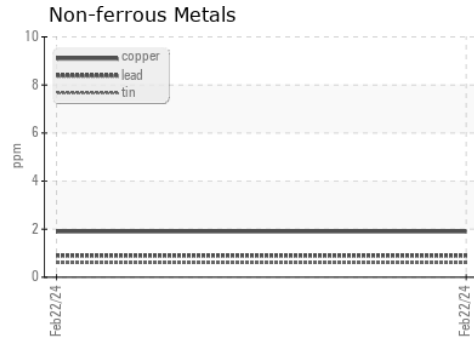 Non-ferrous Metals
10
8
6
4
2
0
ppm
copper
lead
tin
Feb22/24
Feb22/24